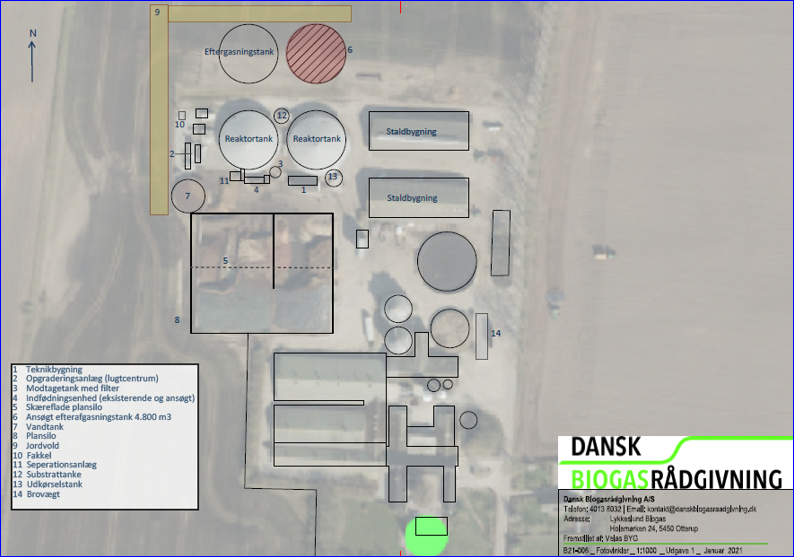 9
N
Eftergasningstank
6
10
12
Reaktortank
Reaktortank
Staldbygning
2
3
11
4
1
13
7
Staldbygning
5
8
14
1 Teknikbygning
2 Opgraderingsanlæg (lugtcentrum)
3 Modtagetank med filter
4 Indfødningsenhed (eksisterende og ansøgt)
5 Skæreflade plansilo
6 Ansøgt efterafgasningstank 4.800 m3
7 Vandtank
8 Plansilo
9 Jordvold
10 Fakkel
11 Seperationsanlæg
12 Substrattanke
13 Udkørselstank
14 Brovægt
DANSK
BIOGASRÅDGIVNING
Dansk Biogasrådgivning A/S
Telefon: 4013 8032 | Email: kontakt@danskbiogasraadgivning.dk
Adresse: Lykkeslund Biogas
Holemarken 24, 5450 Otterup
Fremstillet af: Velas BYG
B21-006 _ Fotovinkler _ 1:1000 _ Udgave 1 _ Januar 2021